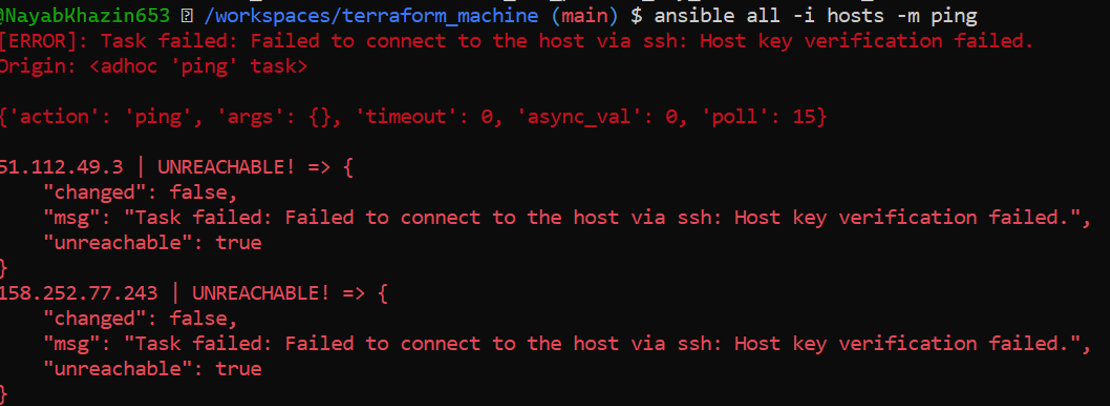 @NayabKhazin653 ▯ /workspaces/terraform_machine (main) $ ansible all -i hosts -m ping
[ERROR]: Task failed: Failed to connect to the host via ssh: Host key verification failed.
Origin: <adhoc 'ping' task>
{'action': 'ping', 'args': {}, 'timeout': 0, 'async_val': 0, 'poll': 15}
51.112.49.3 | UNREACHABLE! => {
    "changed": false,
    "msg": "Task failed: Failed to connect to the host via ssh: Host key verification failed.",
    "unreachable": true
}
158.252.77.243 | UNREACHABLE! => {
    "changed": false,
    "msg": "Task failed: Failed to connect to the host via ssh: Host key verification failed.",
    "unreachable": true
}